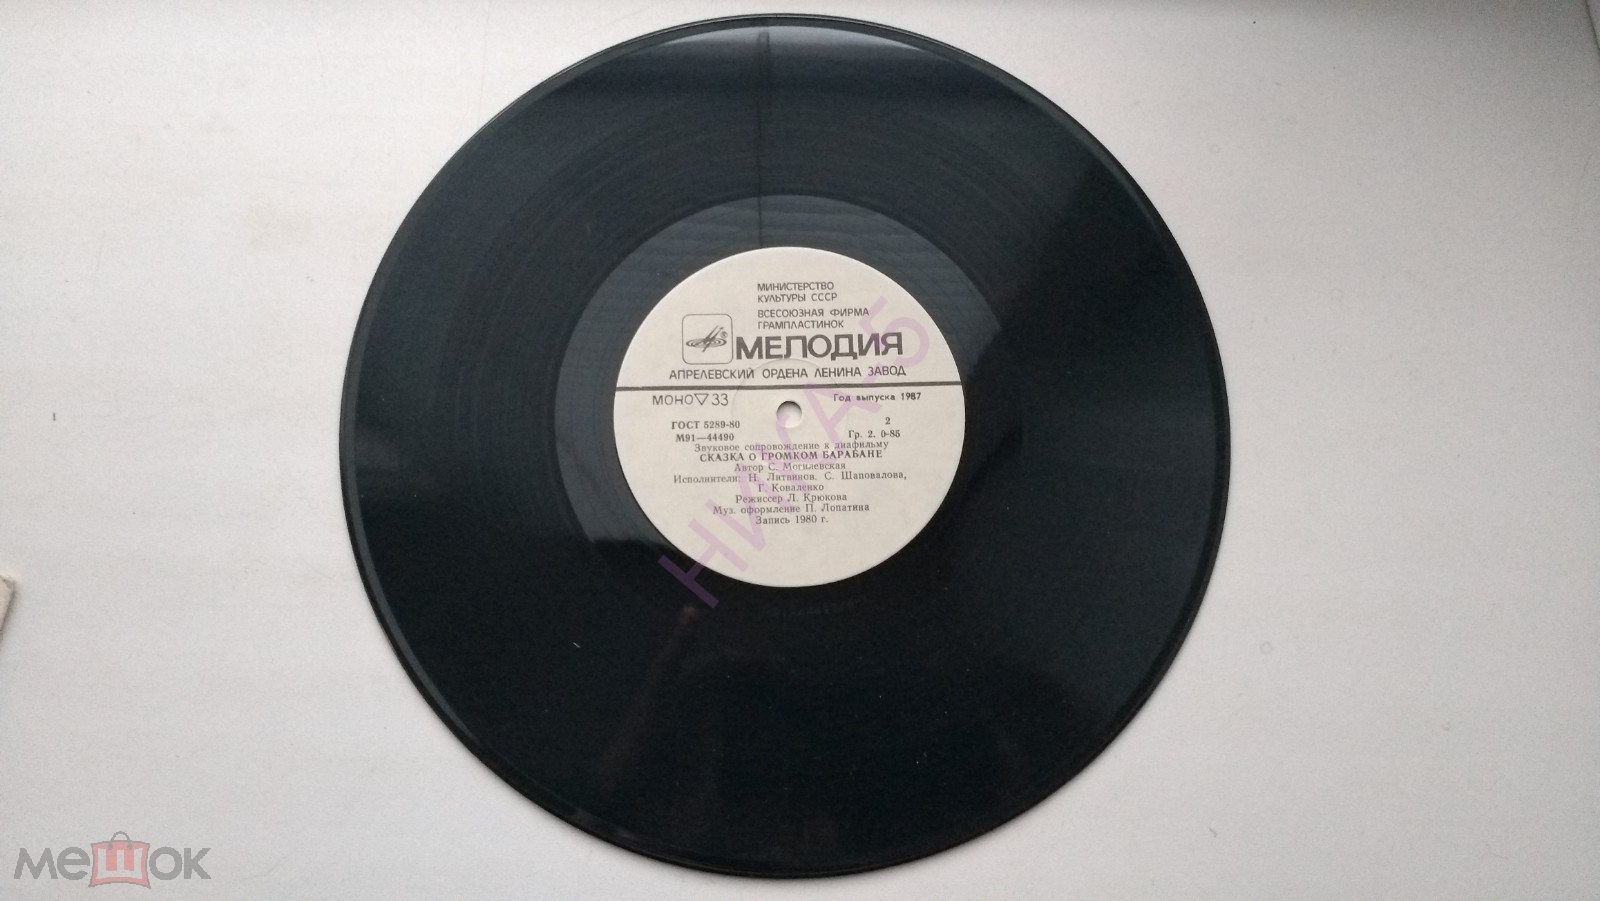 МИНИСТЕРСТВО
КУЛЬТУРЫ СССР
ВСЕСОЮЗНАЯ ФИРМА
ГРАМПЛАСТИНОК
МЕЛОДИЯ
АПРЕЛЕВСКИЙ ОРДЕНА ЛЕНИНА ЗАВОД
МОНО 33
Год выпуска 1987
ГОСТ 5289-80
2
М91—44490
Гр. 2. 0-85
Звуковое сопровождение к диафильму
СКАЗКА О ГРОМКОМ БАРАБАНЕ
Автор С. Могилевская
Исполнители: Н. Литвинов, С. Шаповалова,
Г. Коваленко
Режиссер Л. Крюкова
Муз. оформление П. Лопатина
Запись 1980 г.
НИКА-5
мешок